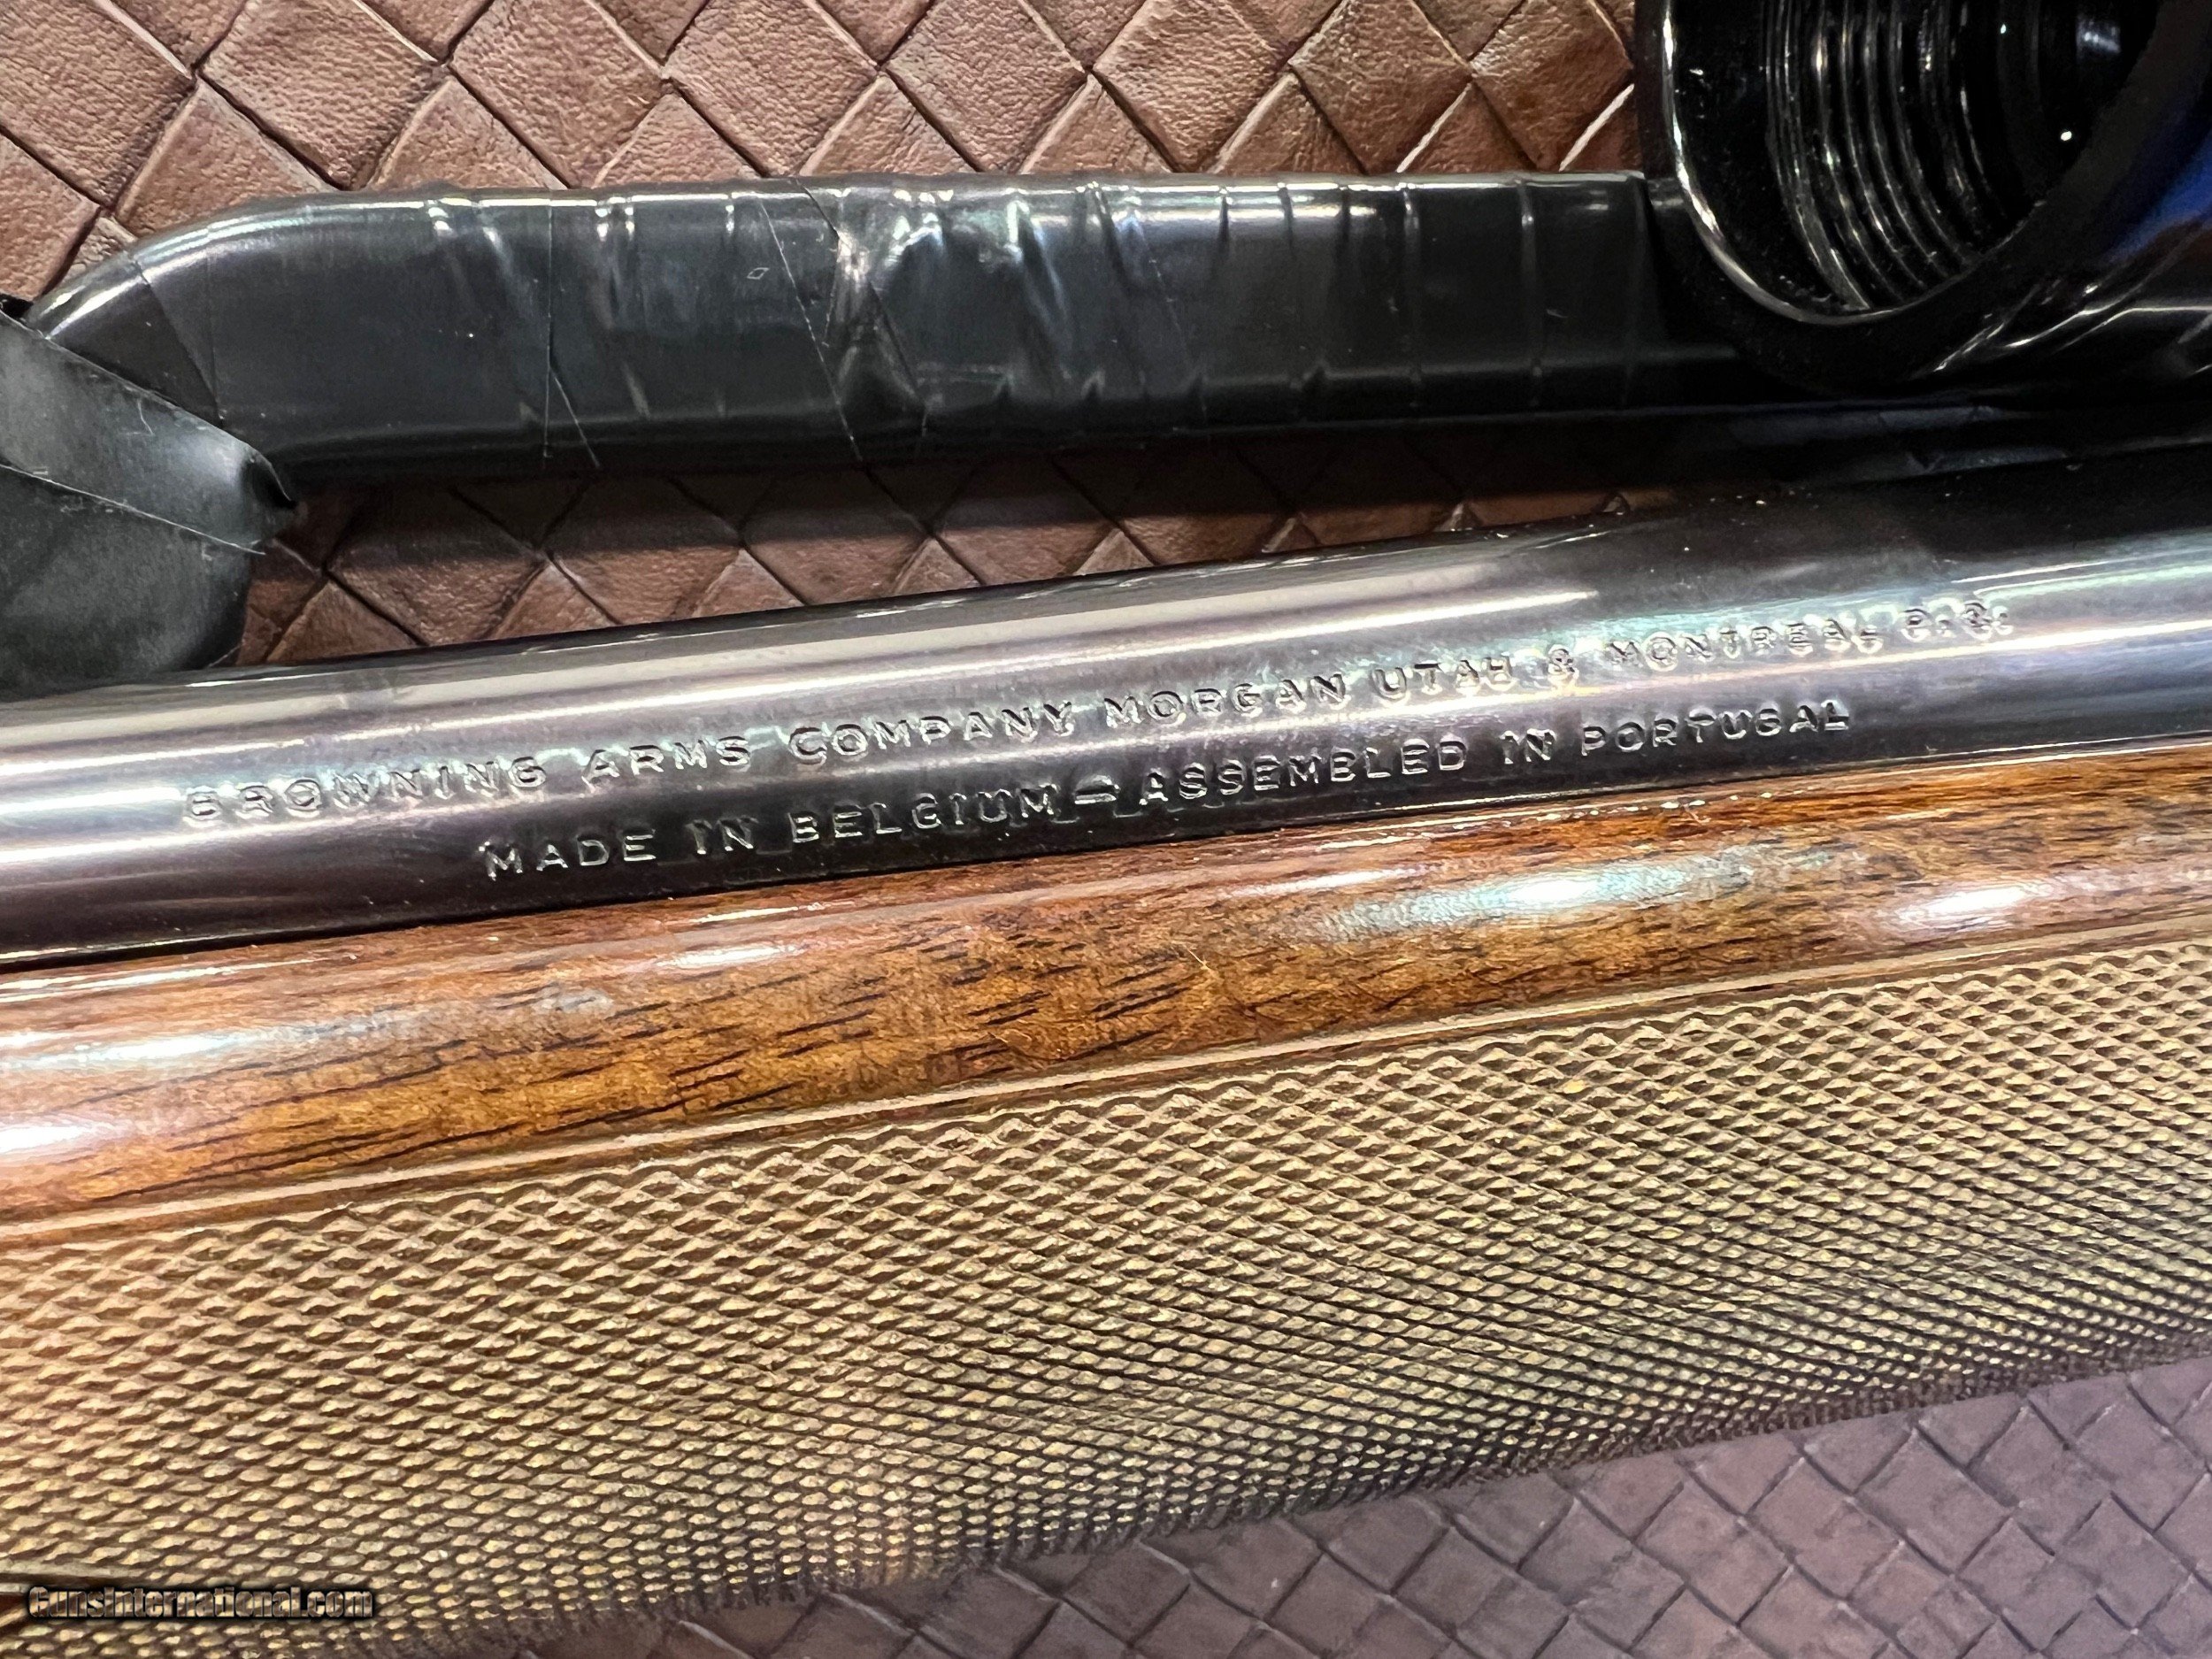 BROWNING ARMS COMPANY MORGAN UTAH & MONTREAL P.Q.
MADE IN BELGIUM—ASSEMBLED IN PORTUGAL
GunsInternational.com